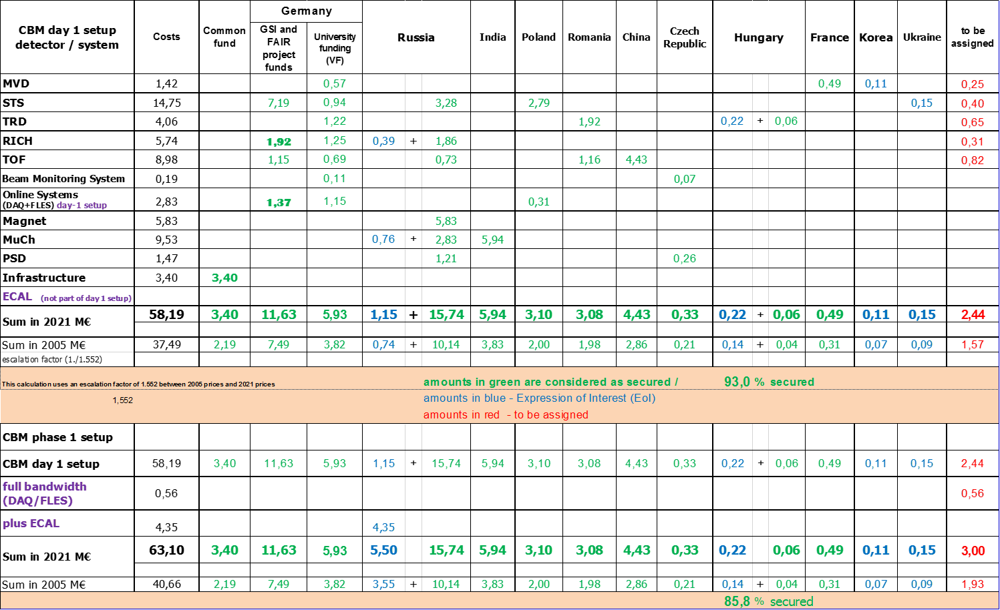 Germany
CBM day 1 setup
detector / system
Costs
Common
fund
GSI and
FAIR
project
funds
University
funding
(VF)
Russia
India
Poland
Romania
China
Czech
Republic
Hungary
France
Korea
Ukraine
to be
assigned
MVD 1,42 0,57 0,49 0,11 0,25
STS 14,75 7,19 0,94 3,28 2,79 0,15 0,40
TRD 4,06 1,22 1,92 0,22 + 0,06 0,65
RICH 5,74 1,92 1,25 0,39 + 1,86 0,31
TOF 8,98 1,15 0,69 0,73 1,16 4,43 0,82
Beam Monitoring System 0,19 0,11 0,07
Online Systems
(DAQ+FLES) day-1 setup 2,83 1,37 1,15 0,31
Magnet 5,83 5,83
MuCh 9,53 0,76 + 2,83 5,94
PSD 1,47 1,21 0,26
Infrastructure 3,40 3,40
ECAL (not part of day 1 setup)
Sum in 2021 M€ 58,19 3,40 11,63 5,93 1,15 + 15,74 5,94 3,10 3,08 4,43 0,33 0,22 + 0,06 0,49 0,11 0,15 2,44
Sum in 2005 M€ 37,49 2,19 7,49 3,82 0,74 + 10,14 3,83 2,00 1,98 2,86 0,21 0,14 + 0,04 0,31 0,07 0,09 1,57
escalation factor (1./1.552)
This calculation uses an escalation factor of 1.552 between 2005 prices and 2021 prices
amounts in green are considered as secured / 93,0 % secured
1,552
amounts in blue - Expression of Interest (EoI)
amounts in red - to be assigned
CBM phase 1 setup
CBM day 1 setup 58,19 3,40 11,63 5,93 1,15 + 15,74 5,94 3,10 3,08 4,43 0,33 0,22 + 0,06 0,49 0,11 0,15 2,44
full bandwidth
(DAQ/FLES) 0,56 0,56
plus ECAL 4,35 4,35
Sum in 2021 M€ 63,10 3,40 11,63 5,93 5,50 15,74 5,94 3,10 3,08 4,43 0,33 0,22 0,06 0,49 0,11 0,15 3,00
Sum in 2005 M€ 40,66 2,19 7,49 3,82 3,55 + 10,14 3,83 2,00 1,98 2,86 0,21 0,14 + 0,04 0,31 0,07 0,09 1,93
85,8 % secured